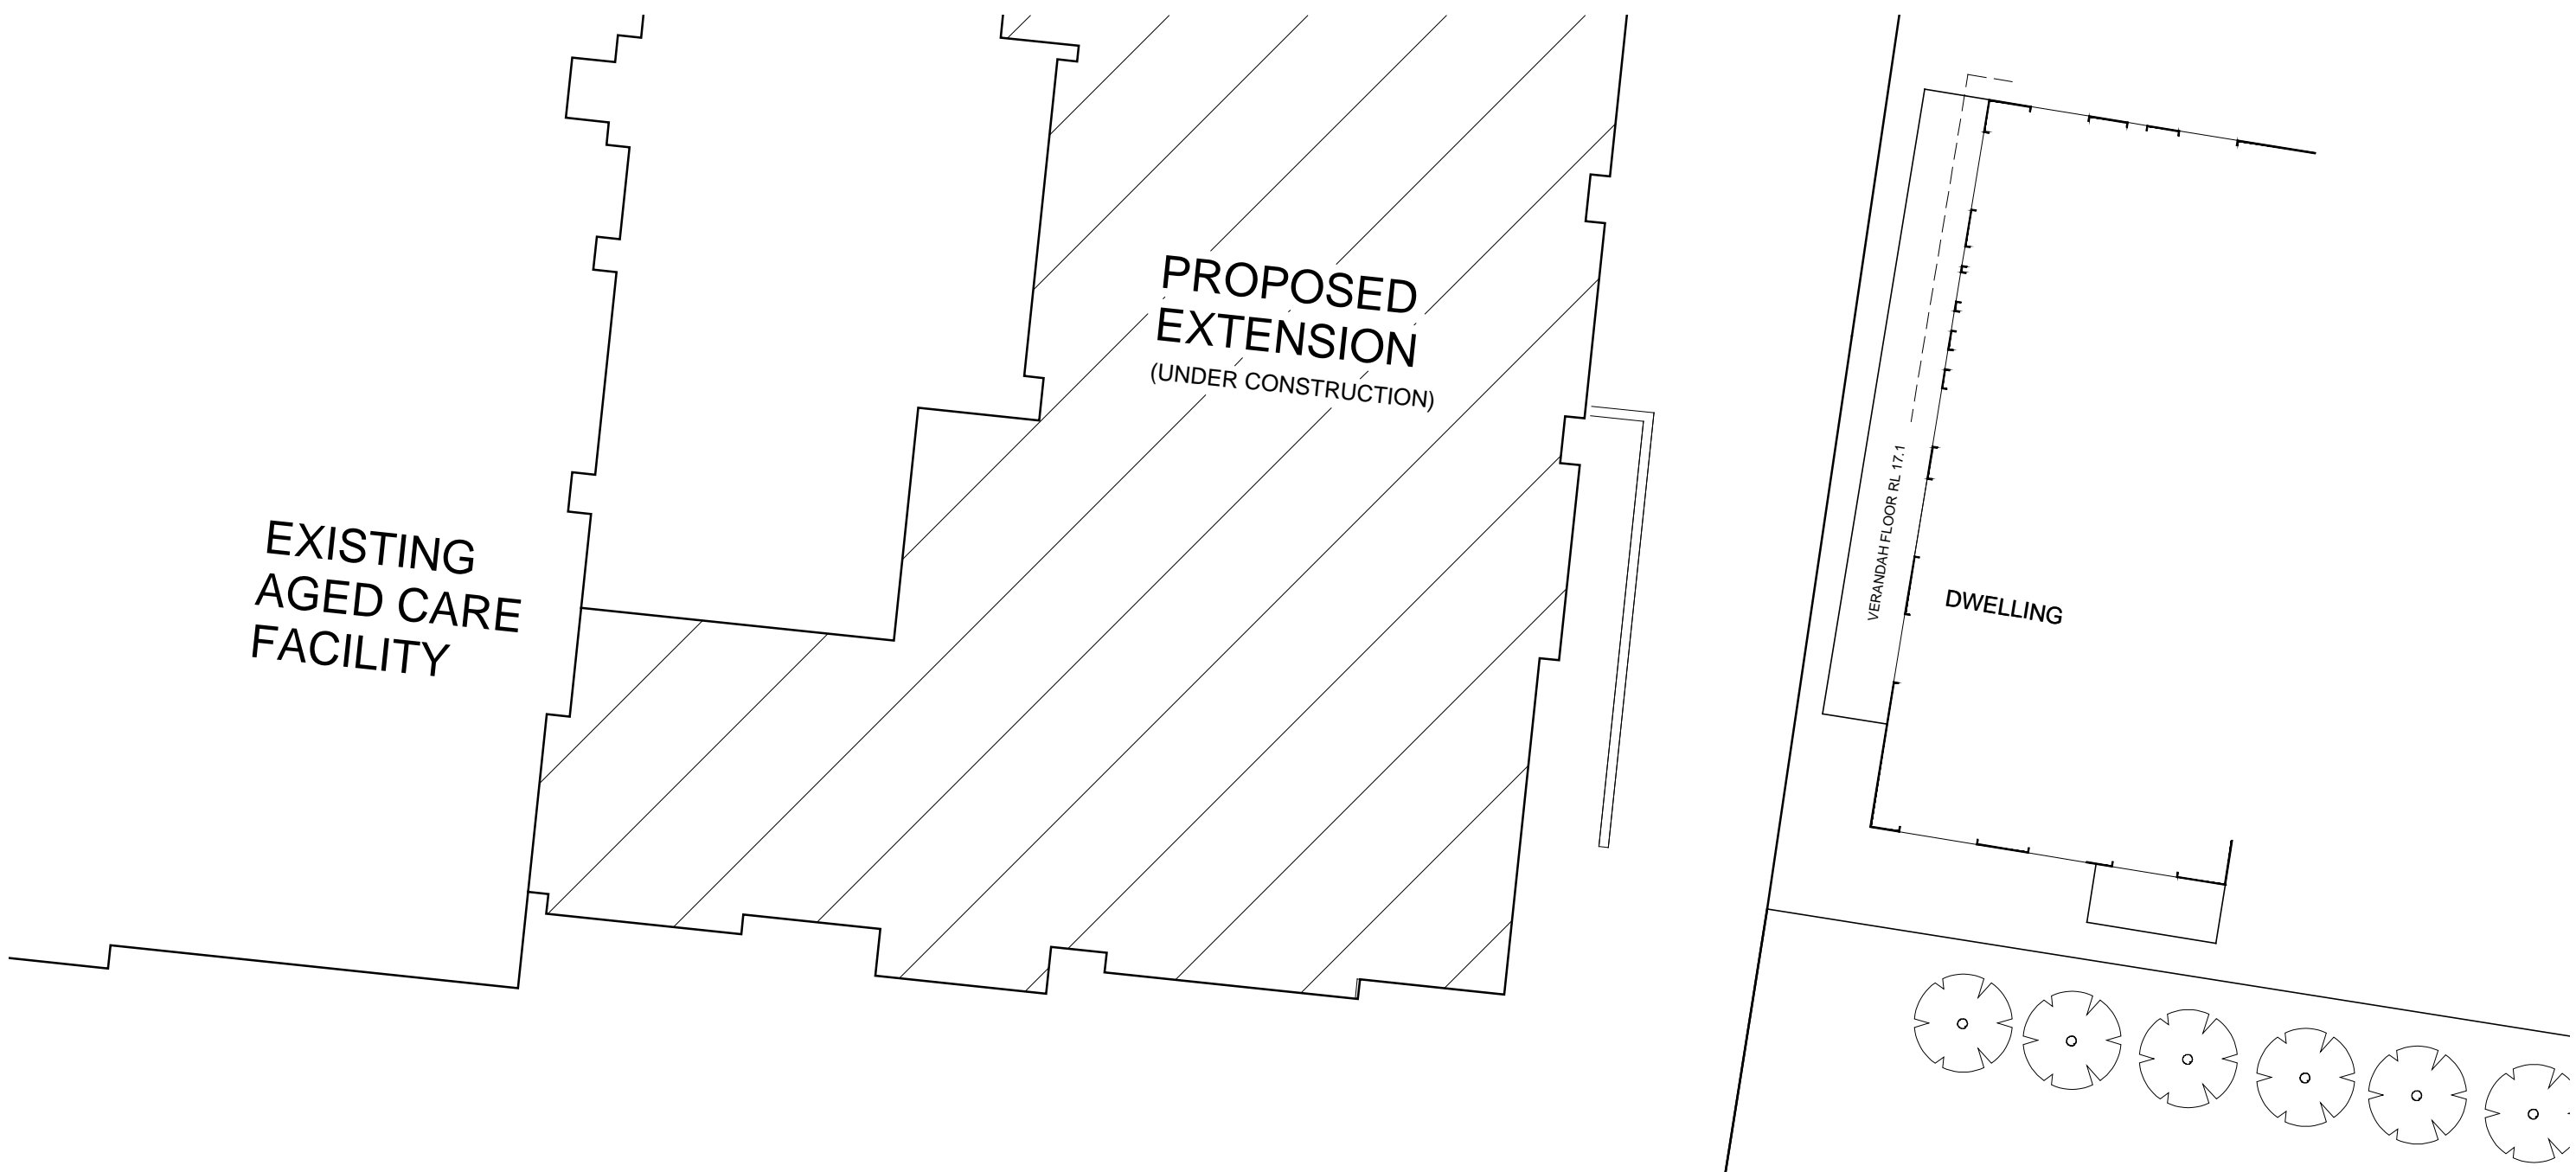 PROPOSED
EXTENSION
(UNDER CONSTRUCTION)
EXISTING
AGED CARE
FACILITY
VERANDAH FLOOR RL 17.1
DWELLING